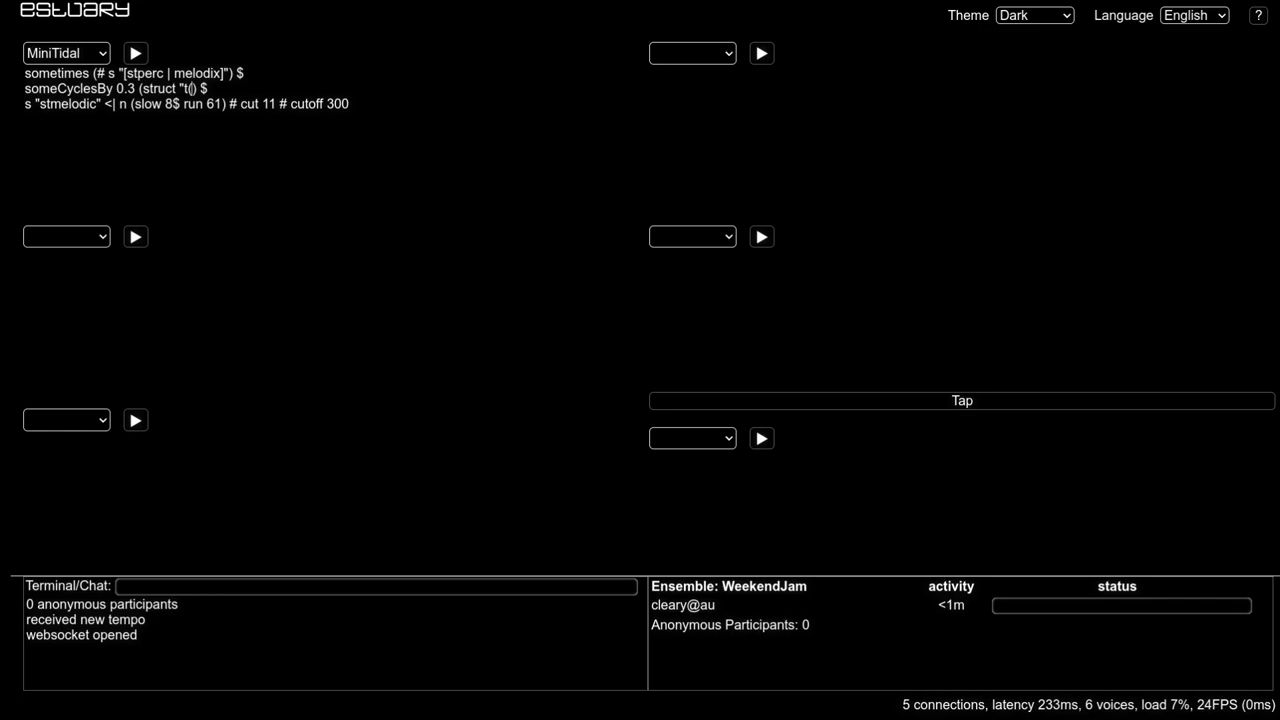 estuary
Theme Dark Language English ?
MiniTidal
sometimes (# s "[stperc | melodix]") $
someCyclesBy 0.3 (struct "t() $
s "stmelodic" <| n (slow 8$ run 61) # cut 11 # cutoff 300
Tap
Terminal/Chat:
0 anonymous participants
received new tempo
websocket opened
Ensemble: WeekendJam activity status
cleary@au <1m
Anonymous Participants: 0
5 connections, latency 233ms, 6 voices, load 7%, 24FPS (0ms)